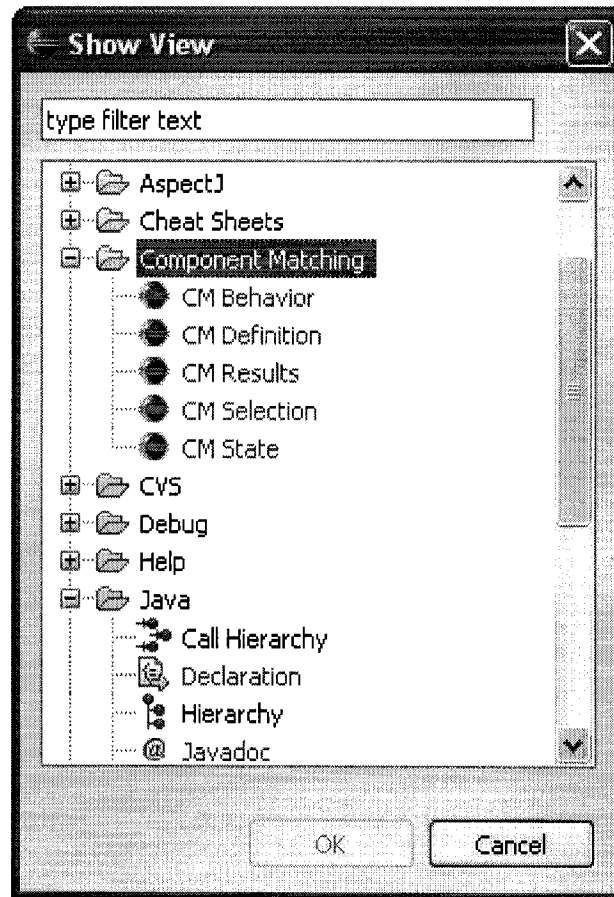 Show View
type filter text
AspectJ
Cheat Sheets
Component Matching
CM Behavior
CM Definition
CM Results
CM Selection
CM State
CVS
Debug
Help
Java
Call Hierarchy
Declaration
Hierarchy
Javadoc
OK Cancel